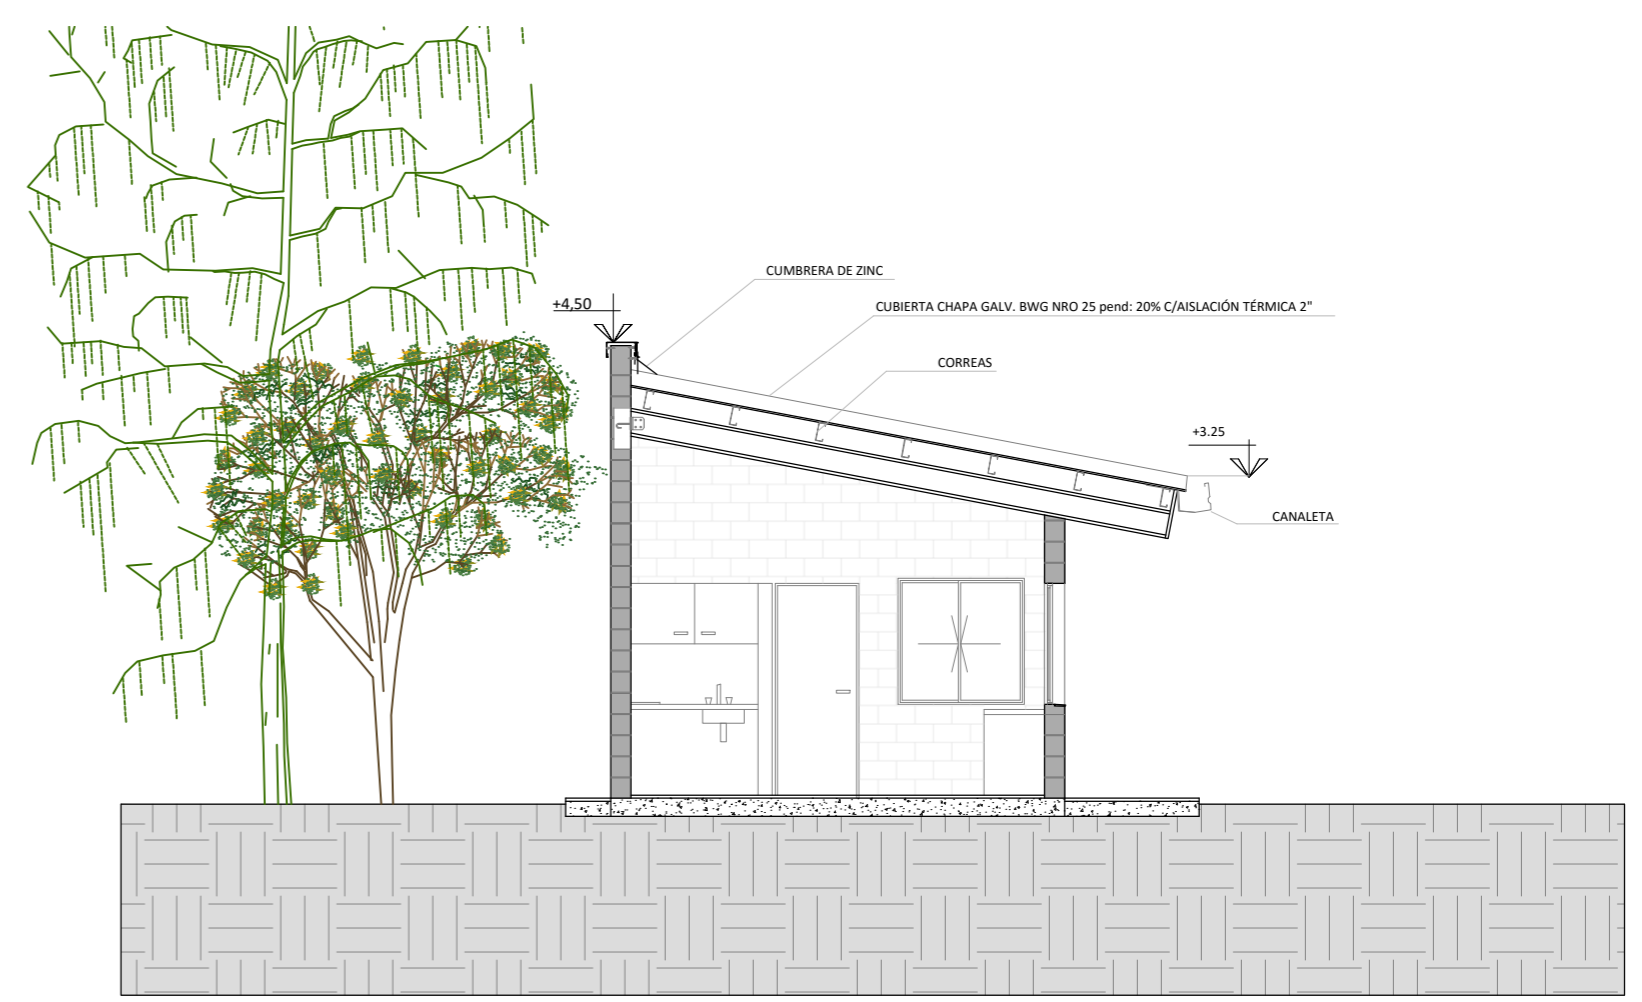 CUMBRERA DE ZINC
+4,50
CUBIERTA CHAPA GALV. BWG NRO 25 pend: 20% C/AISLACIÓN TÉRMICA 2"
CORREAS
+3.25
CANALETA